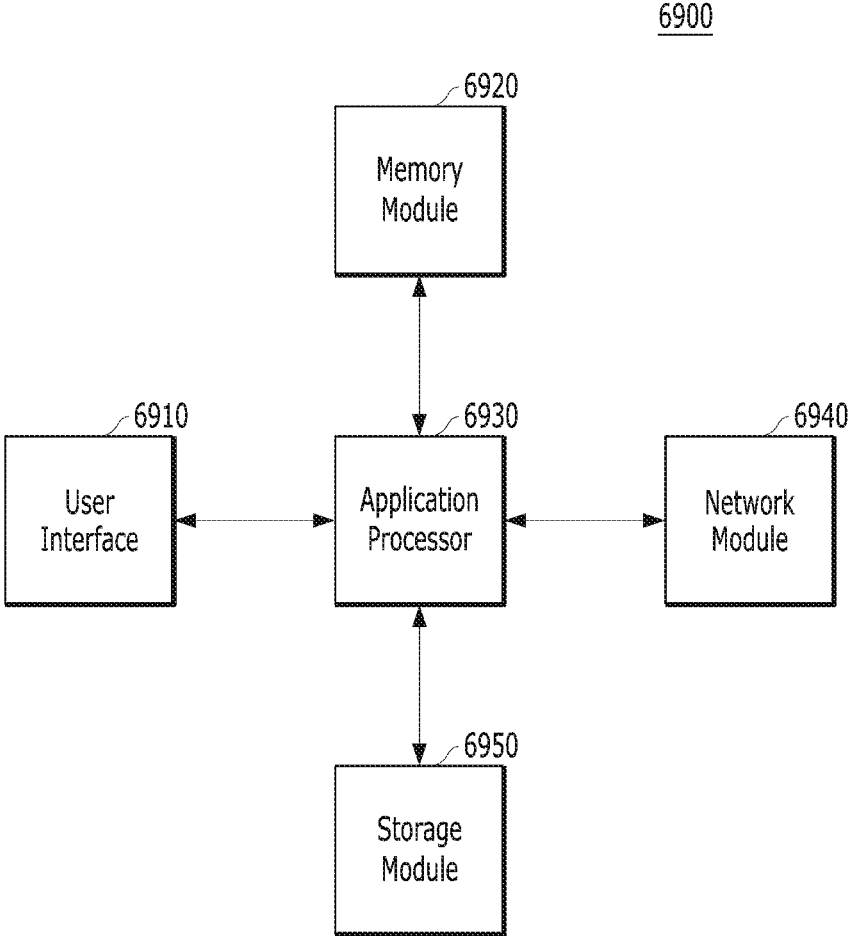 6900
6920
Memory
Module
6910
User
Interface
6930
Application
Processor
6940
Network
Module
6950
Storage
Module